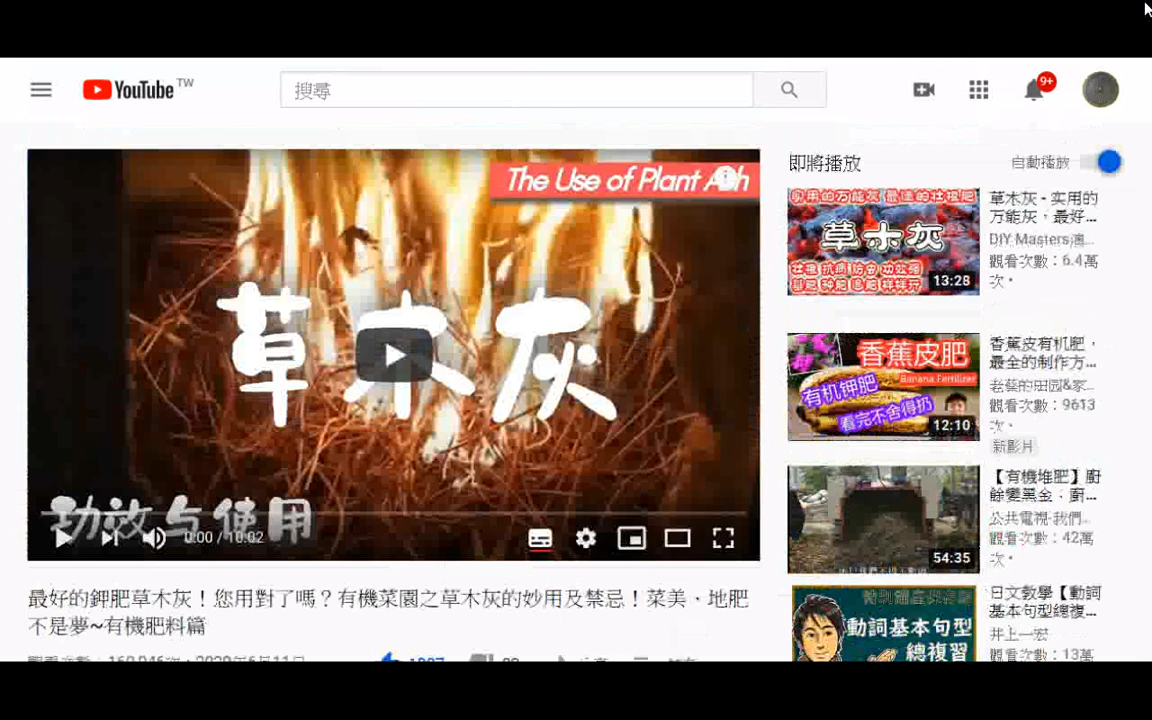 YouTube TW
搜尋
9+
The Use of Plant Ash
草木灰
功效与使用
0:00 / 10:02
最好的鉀肥草木灰！您用對了嗎？有機菜園之草木灰的妙用及禁忌！菜美、地肥
不是夢~有機肥料篇
即將播放
自動播放
草木灰
13:28
草木灰 - 实用的
万能灰，最好...
DIY Masters 澳...
觀看次數：6.4萬
次・
香蕉皮肥
Banana Fertilizer
有机钾肥
看完不舍得扔
12:10
香蕉皮有机肥，
最全的制作方...
老藝的田园&家...
觀看次數：9613
次・
新影片
54:35
【有機堆肥】廚
餘變黑金，廚...
公共電視-我們...
觀看次數：42萬
次・
動詞基本句型
總複習
日文教學【動詞
基本句型總複...
井上一宏
觀看次數：13萬